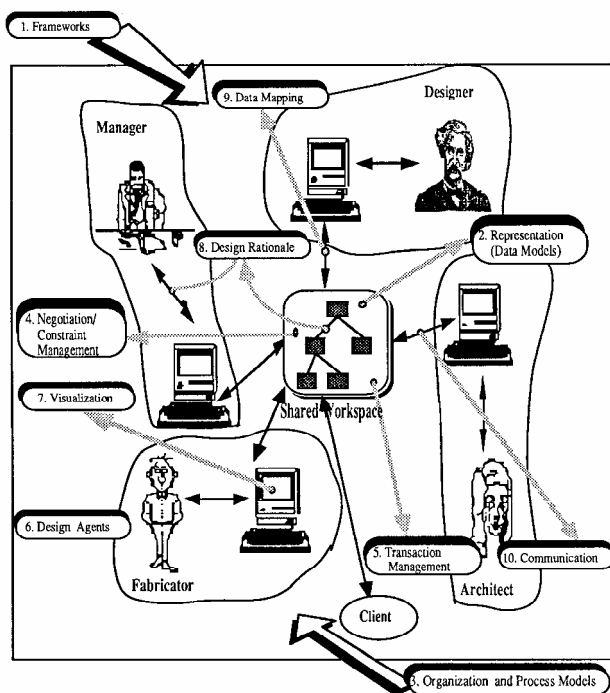 1. Frameworks
9. Data Mapping
Designer
Manager
8. Design Rationale
2. Representation
(Data Models)
4. Negotiation/
Constraint
Management
7. Visualization
Shared Workspace
6. Design Agents
5. Transaction
Management
10. Communication
Fabricator
Architect
Client
3. Organization and Process Models